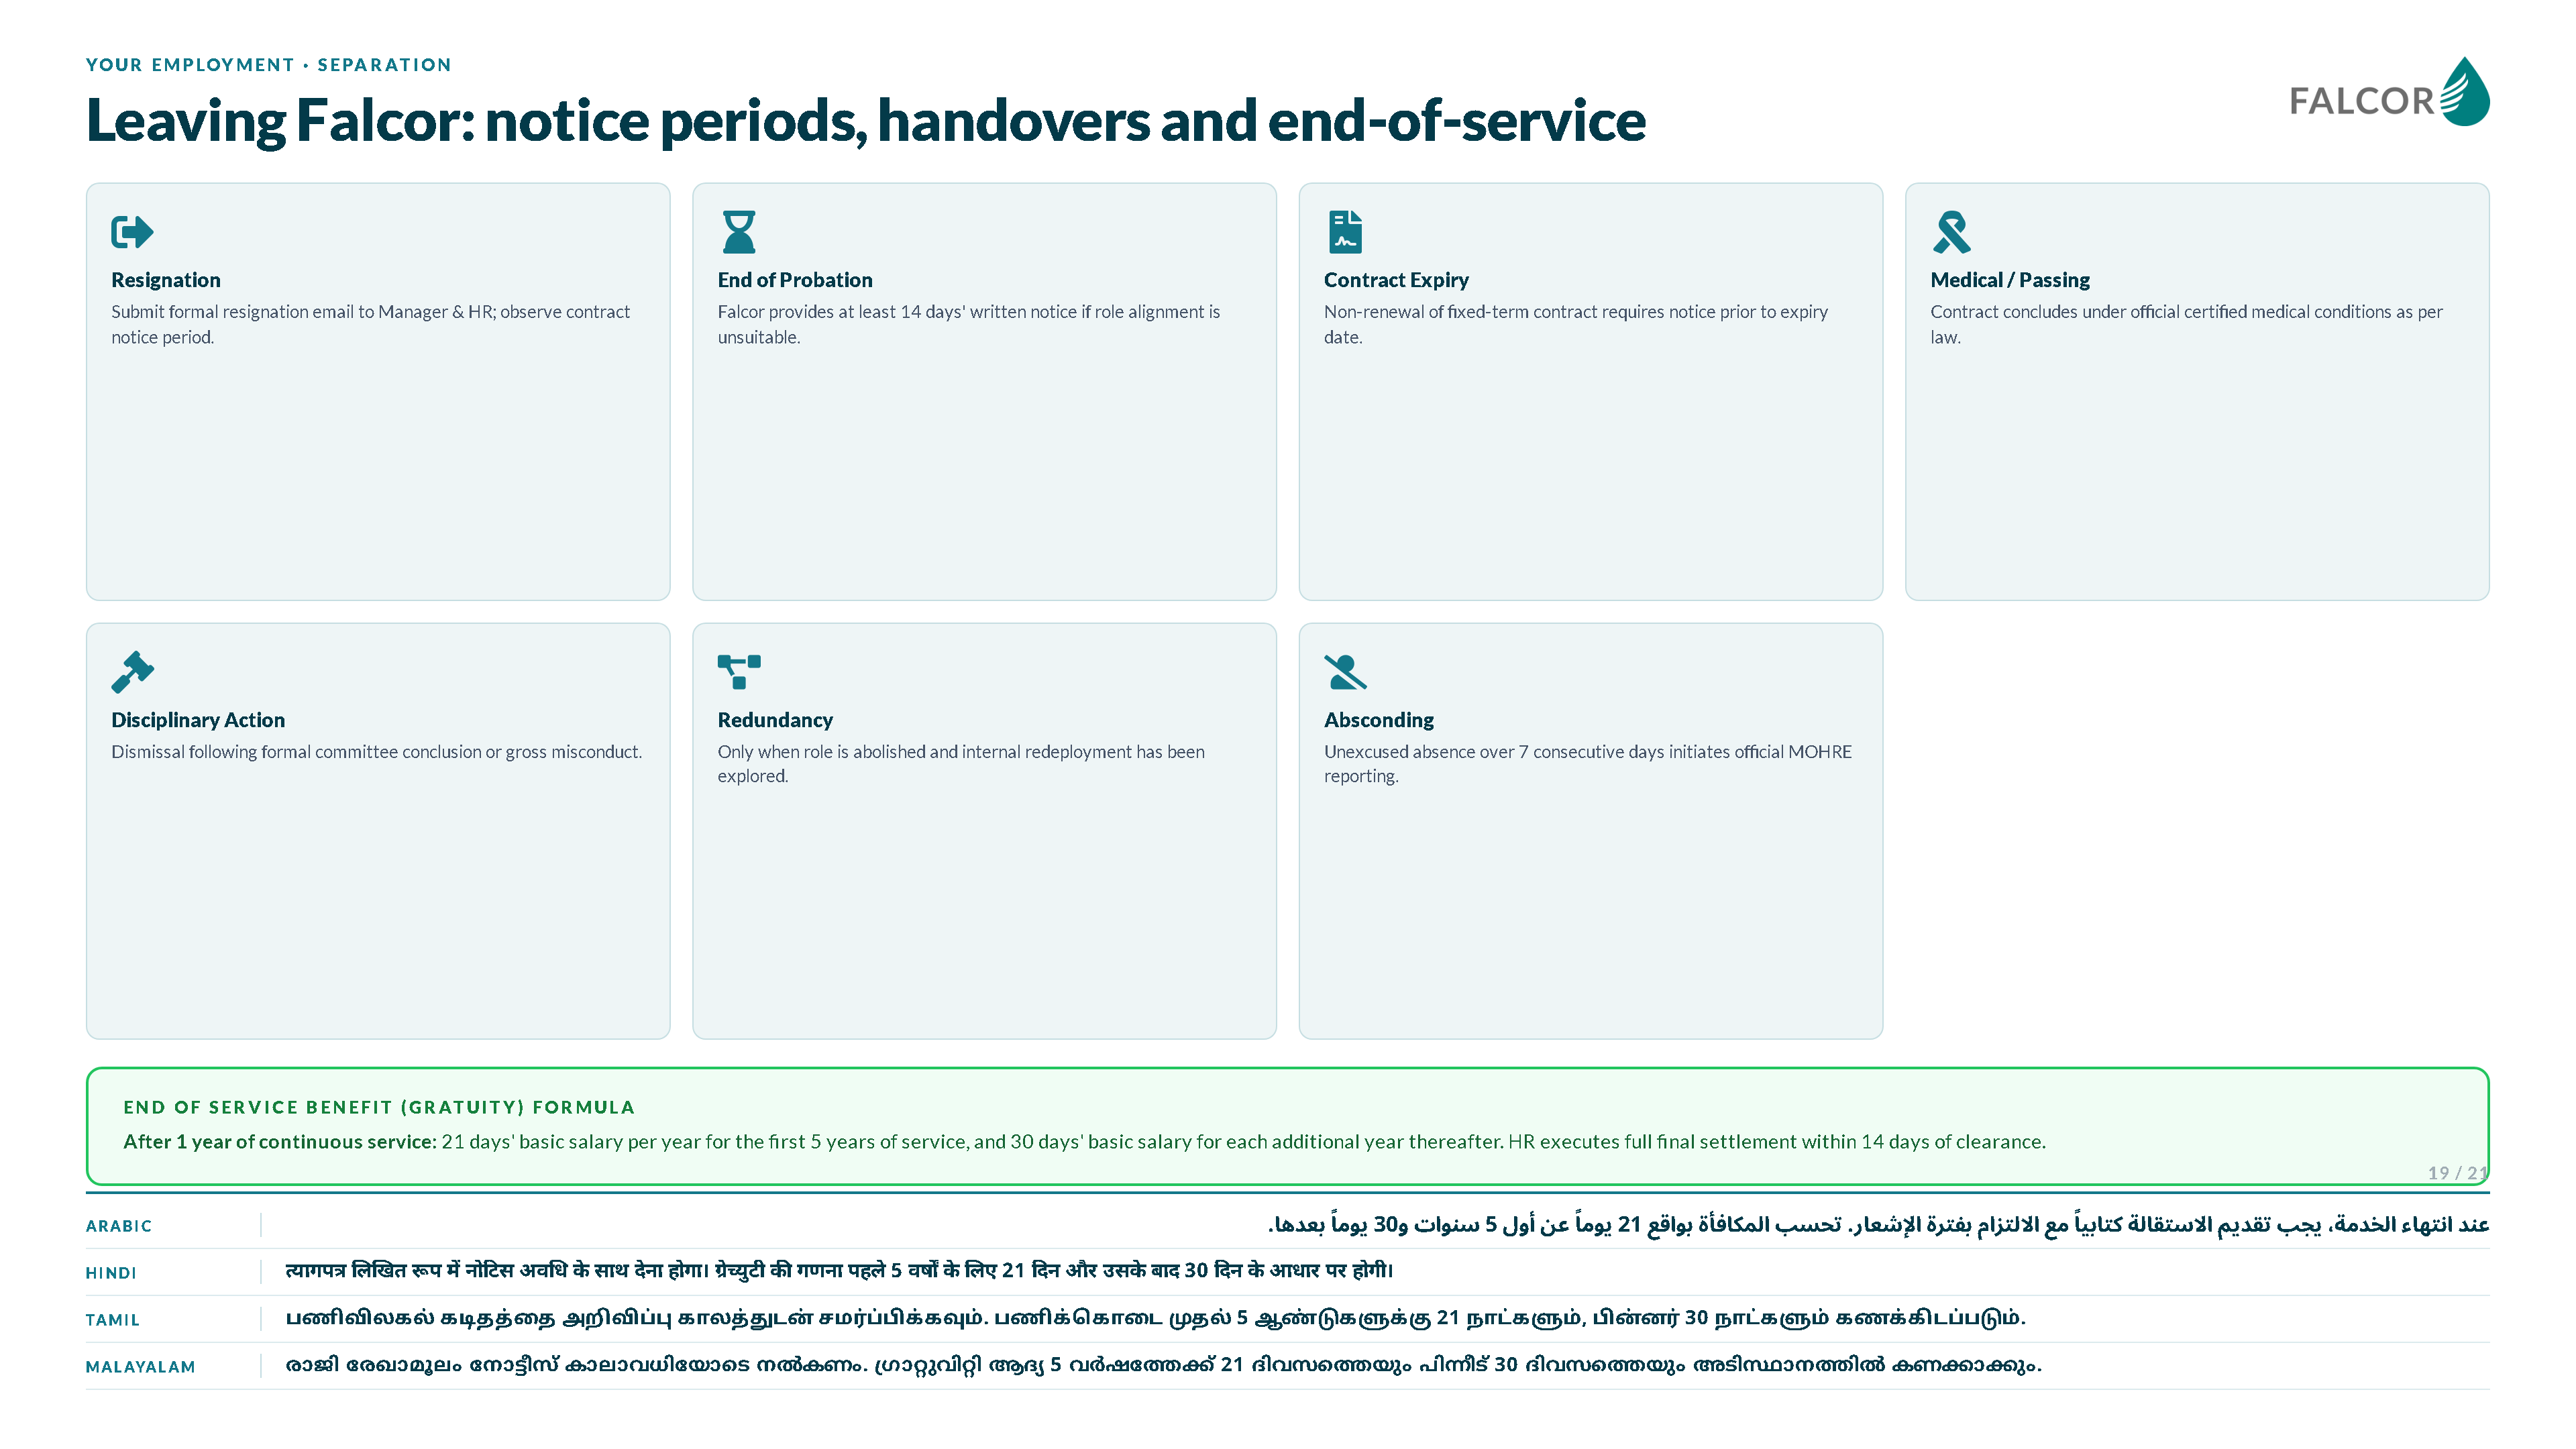 YOUR EMPLOYMENT · SEPARATION
Leaving Falcor: notice periods, handovers and end-of-service
FALCOR
Resignation
Submit formal resignation email to Manager & HR; observe contract
notice period.
End of Probation
Falcor provides at least 14 days' written notice if role alignment is
unsuitable.
Contract Expiry
Non-renewal of fixed-term contract requires notice prior to expiry
date.
Medical / Passing
Contract concludes under official certified medical conditions as per
law.
Disciplinary Action
Dismissal following formal committee conclusion or gross misconduct.
Redundancy
Only when role is abolished and internal redeployment has been
explored.
Absconding
Unexcused absence over 7 consecutive days initiates official MOHRE
reporting.
END OF SERVICE BENEFIT (GRATUITY) FORMULA
After 1 year of continuous service: 21 days' basic salary per year for the first 5 years of service, and 30 days' basic salary for each additional year thereafter. HR executes full final settlement within 14 days of clearance.
19 / 21
ARABIC
عند انتهاء الخدمة، يجب تقديم الاستقالة كتابياً مع الالتزام بفترة الإشعار. تحسب المكافأة بواقع 21 يوماً عن أول 5 سنوات و30 يوماً بعدها.
HINDI
त्यागपत्र लिखित रूप में नोटिस अवधि के साथ देना होगा। ग्रेच्युटी की गणना पहले 5 वर्षों के लिए 21 दिन और उसके बाद 30 दिन के आधार पर होगी।
TAMIL
பணிவிலகல் கடிதத்தை அறிவிப்பு காலத்துடன் சமர்ப்பிக்கவும். பணிக்கொடை முதல் 5 ஆண்டுகளுக்கு 21 நாட்களும், பின்னர் 30 நாட்களும் கணக்கிடப்படும்.
MALAYALAM
രാജി രേഖാമൂലം നോട്ടീസ് കാലാവധിയോടെ നൽകണം. ഗ്രാറ്റുവിറ്റി ആദ്യ 5 വർഷത്തേക്ക് 21 ദിവസത്തെയും പിന്നീട് 30 ദിവസത്തെയും അടിസ്ഥാനത്തിൽ കണക്കാക്കും.